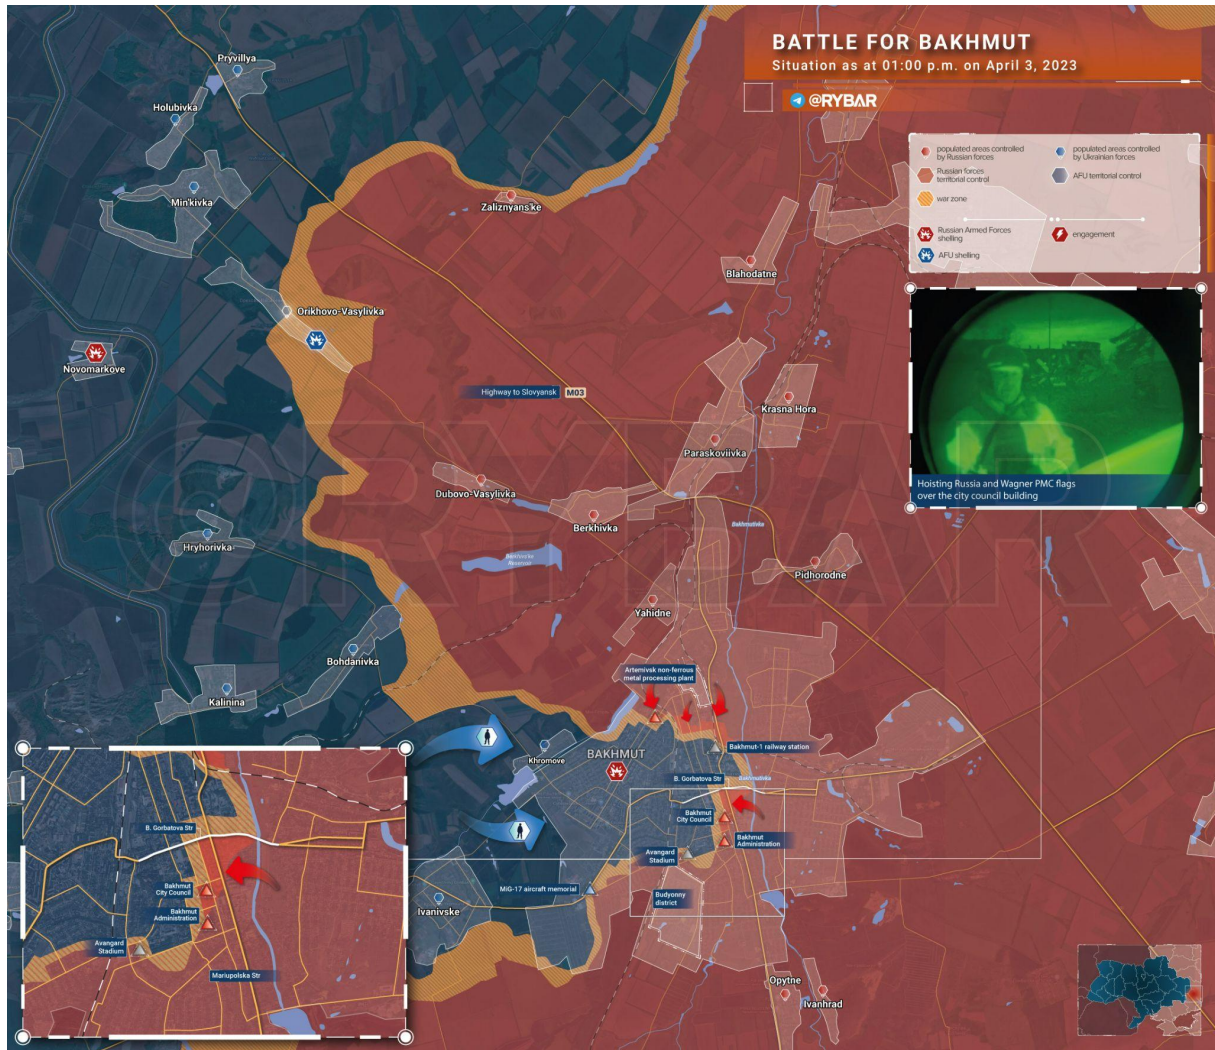 BATTLE FOR BAKHMUT
Situation as at 01:00 p.m. on April 3, 2023
@RYBAR
populated areas controlled
by Russian forces
populated areas controlled
by Ukrainian forces
Russian forces
territorial control
AFU territorial control
war zone
Russian Armed Forces
shelling
engagement
AFU shelling
Hoisting Russia and Wagner PMC flags
over the city council building
Pryvillya
Holubivka
Min'kivka
Zaliznyans'ke
Blahodatne
Orikhovo-Vasylivka
Novomarkove
Highway to Slovyansk
M03
Krasna Hora
Paraskoviivka
Dubovo-Vasylivka
Berkhivka
Bakhmutivka
Hryhorivka
Berkhivske
Reservoir
Pidhorodne
Yahidne
Bohdanivka
Artemivsk non-ferrous
metal processing plant
Kalinina
Khromove
BAKHMUT
Bakhmut-1 railway station
B. Gorbatova Str
Bakhmutivka
Bakhmut
City Council
Bakhmut
Administration
Avangard
Stadium
MiG-17 aircraft memorial
Budyonny
district
Ivanivske
Opytne
Ivanhrad
B. Gorbatova Str
Bakhmut
City Council
Bakhmut
Administration
Avangard
Stadium
Mariupolska Str
@RYBAR